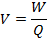 V = W/Q